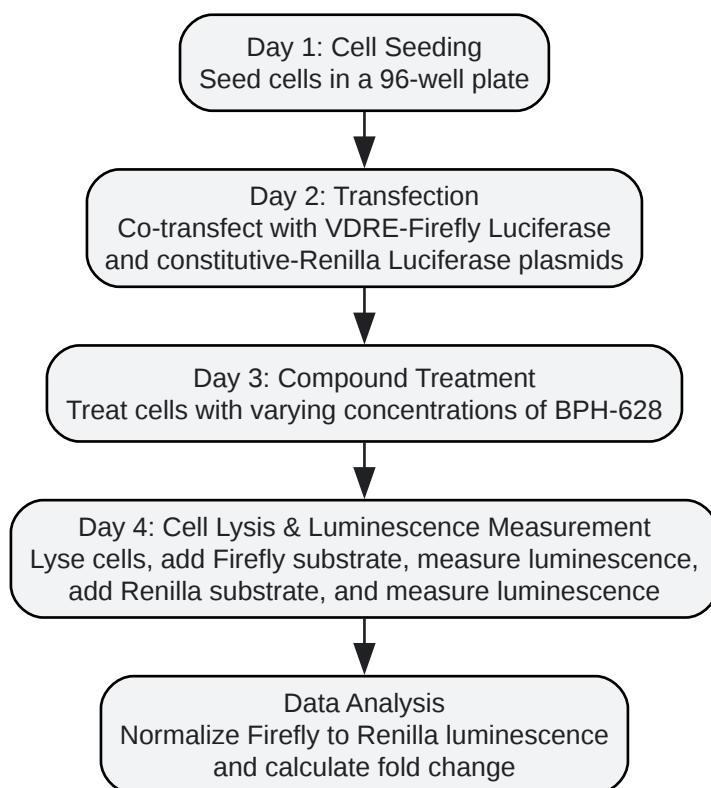 Day 1: Cell Seeding
Seed cells in a 96-well plate
Day 2: Transfection
Co-transfect with VDRE-Firefly Luciferase
and constitutive-Renilla Luciferase plasmids
Day 3: Compound Treatment
Treat cells with varying concentrations of BPH-628
Day 4: Cell Lysis & Luminescence Measurement
Lyse cells, add Firefly substrate, measure luminescence,
add Renilla substrate, and measure luminescence
Data Analysis
Normalize Firefly to Renilla luminescence
and calculate fold change